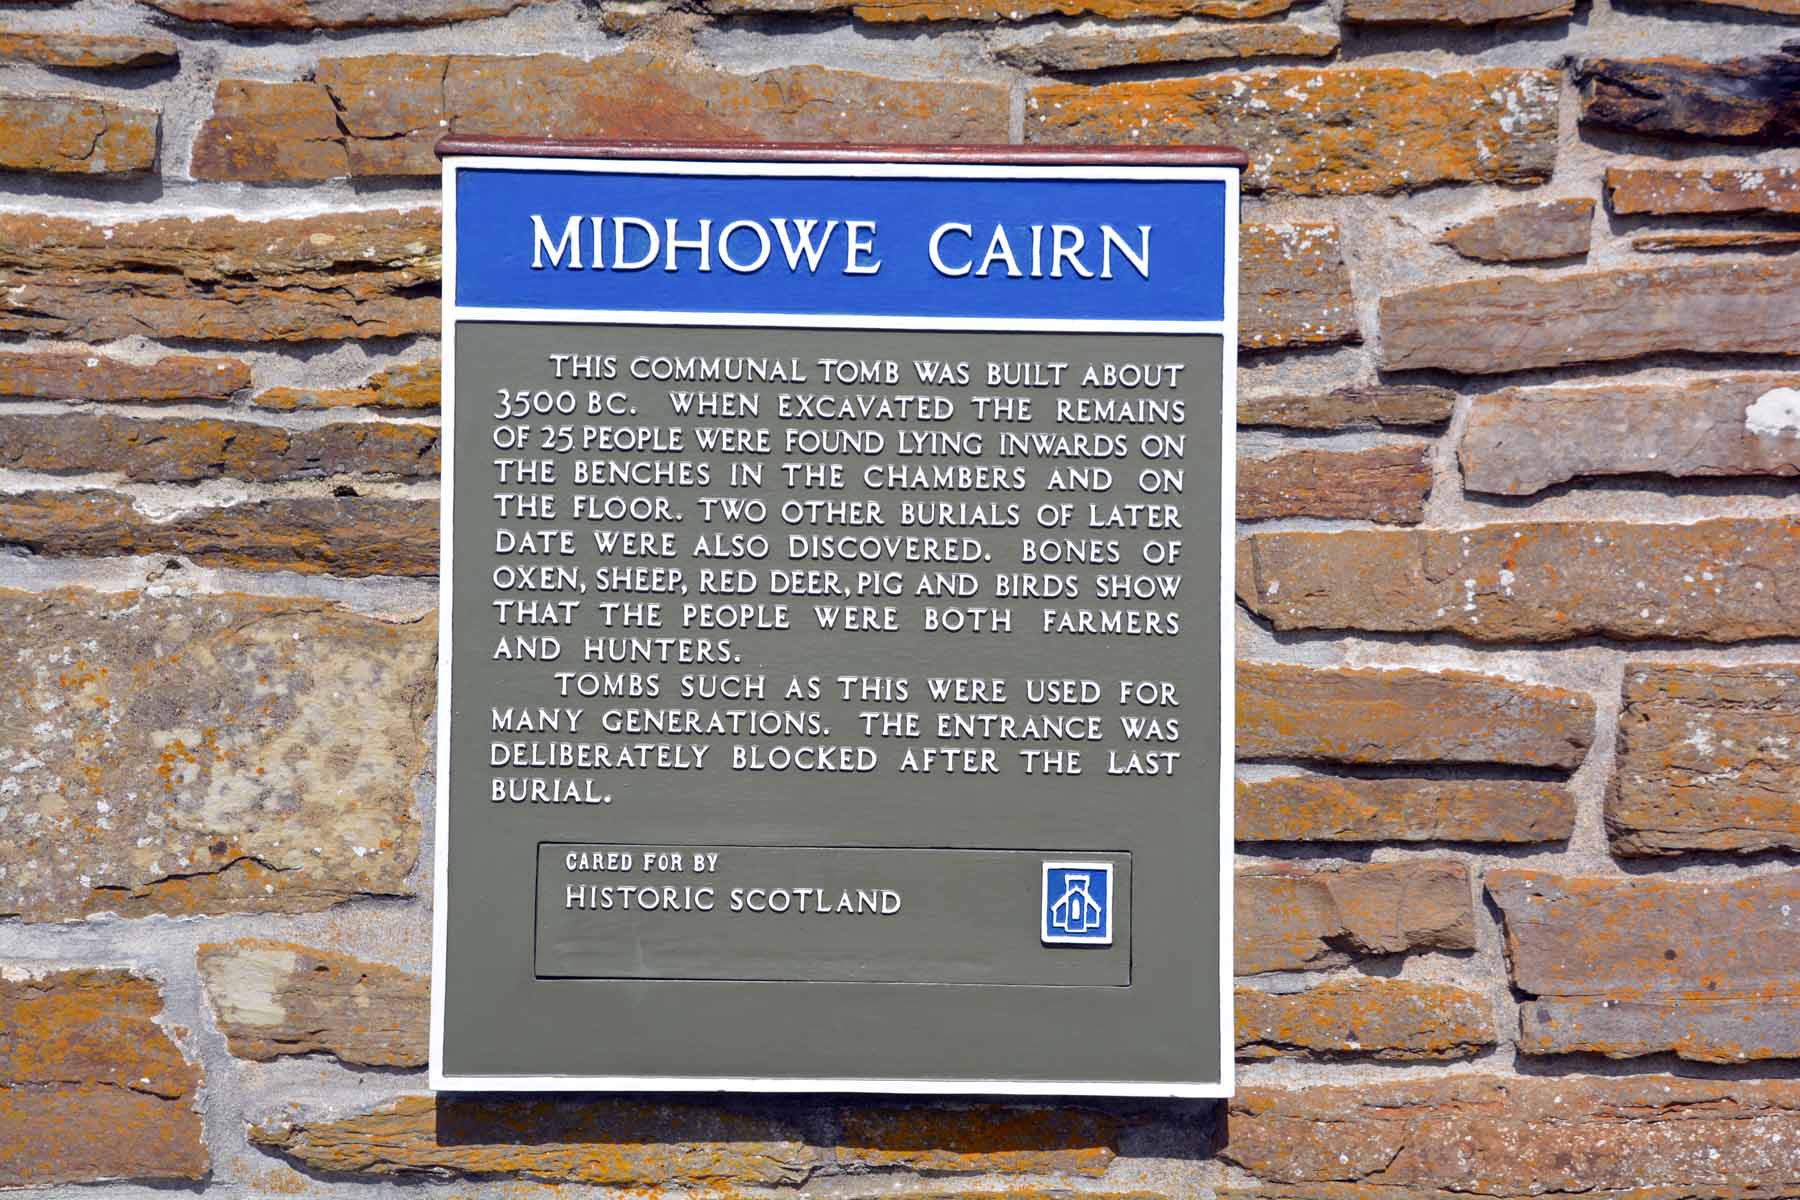 MIDHOWE CAIRN
THIS COMMUNAL TOMB WAS BUILT ABOUT
3500 BC. WHEN EXCAVATED THE REMAINS
OF 25 PEOPLE WERE FOUND LYING INWARDS ON
THE BENCHES IN THE CHAMBERS AND ON
THE FLOOR. TWO OTHER BURIALS OF LATER
DATE WERE ALSO DISCOVERED. BONES OF
OXEN, SHEEP, RED DEER, PIG AND BIRDS SHOW
THAT THE PEOPLE WERE BOTH FARMERS
AND HUNTERS.
TOMBS SUCH AS THIS WERE USED FOR
MANY GENERATIONS. THE ENTRANCE WAS
DELIBERATELY BLOCKED AFTER THE LAST
BURIAL.
CARED FOR BY
HISTORIC SCOTLAND